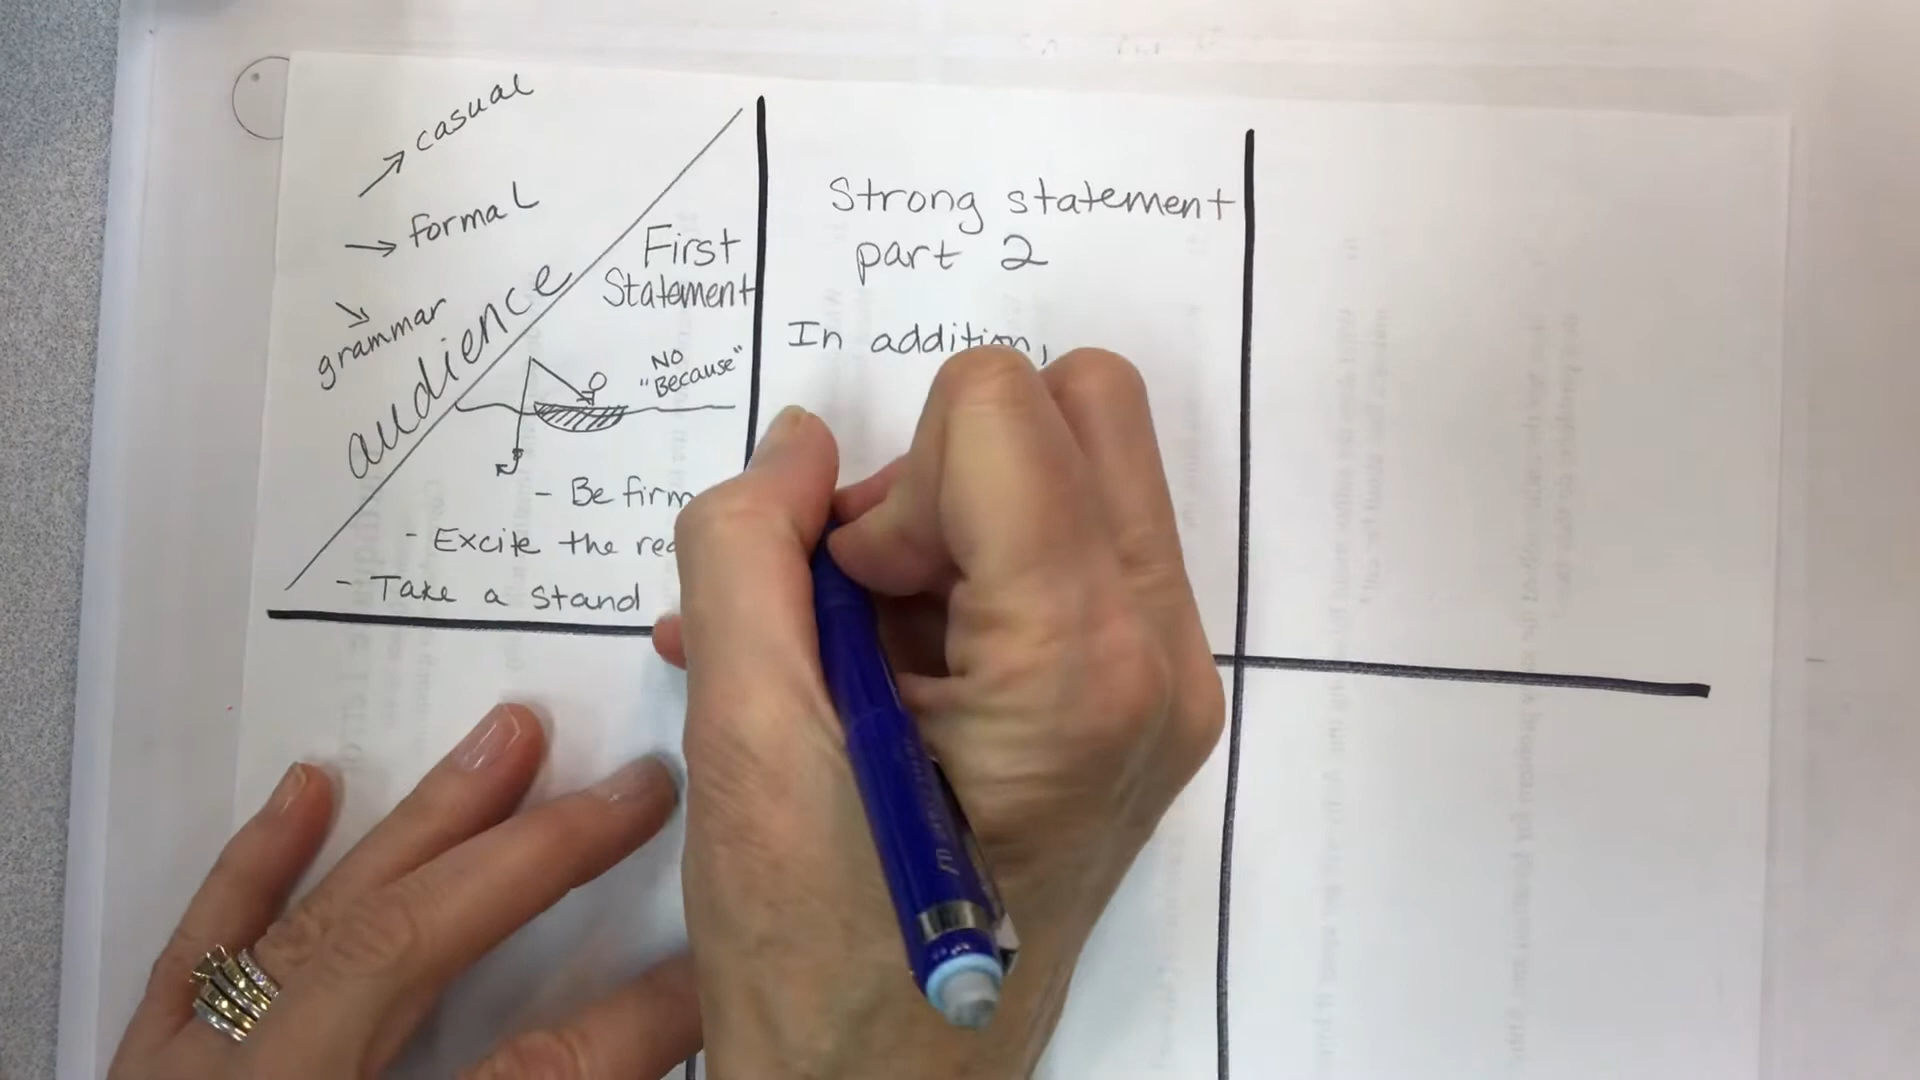 casual
formal
grammar
audience
First
Statement
NO
"Because"
- Be firm
- Excite the
- Take a stand
Strong statement
part 2
In addition,